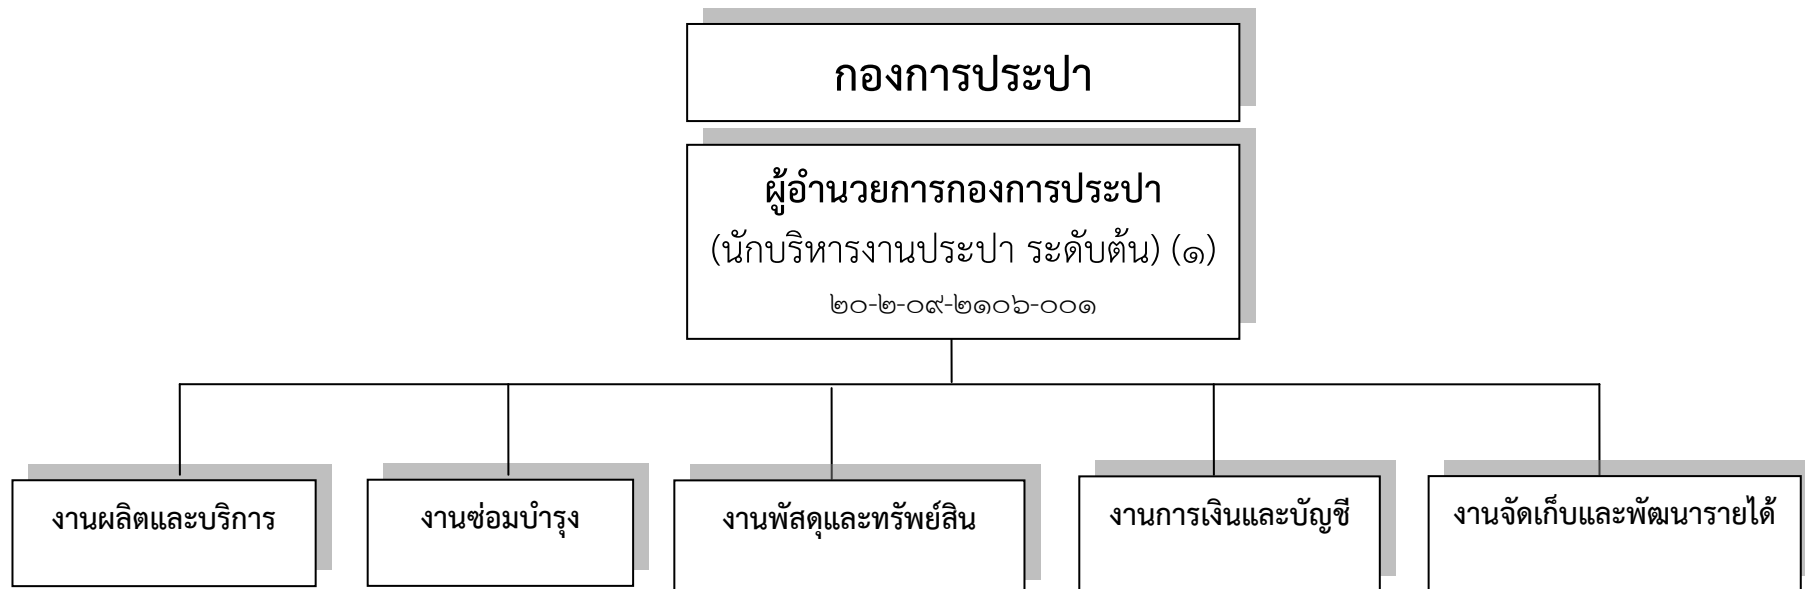 กองการประปา
ผู้อำนวยการกองการประปา
(นักบริหารงานประปา ระดับต้น) (๑)
๒๐-๒-๐๙-๒๑๐๖-๐๐๑
งานผลิตและบริการ
งานซ่อมบำรุง
งานพัสดุและทรัพย์สิน
งานการเงินและบัญชี
งานจัดเก็บและพัฒนารายได้